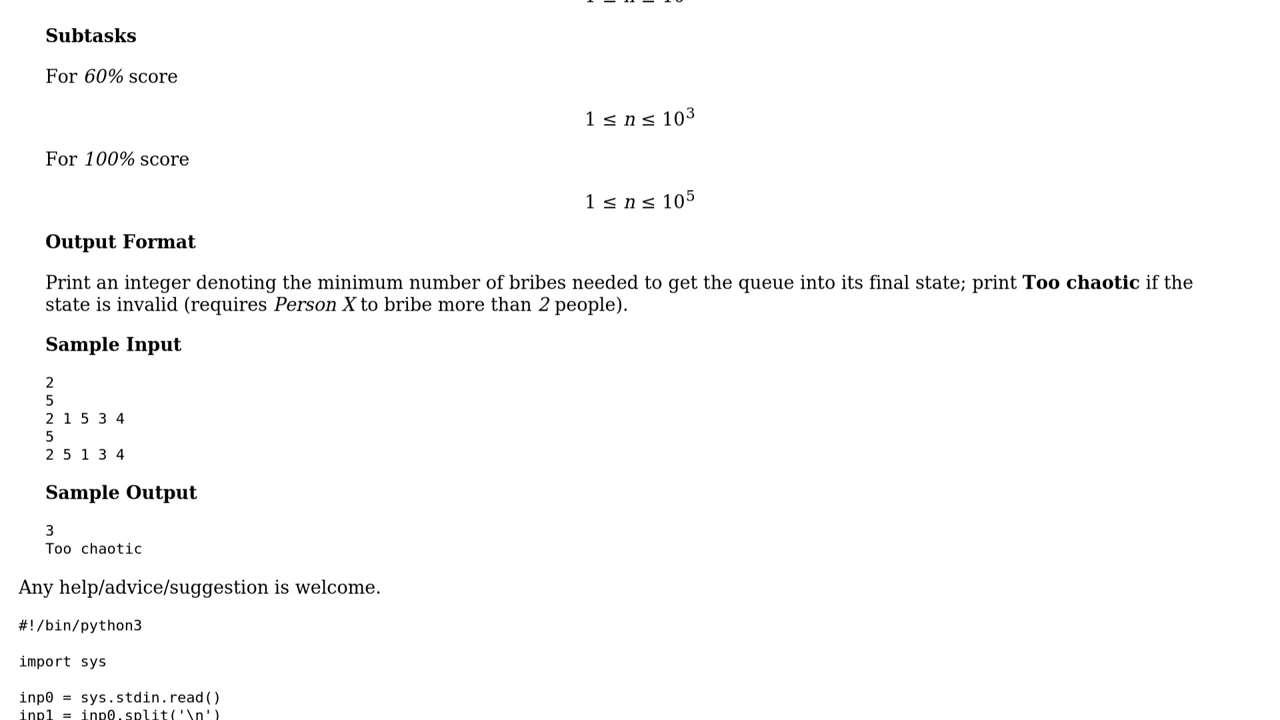 Subtasks
For 60% score
1 ≤ n ≤ 10³
For 100% score
1 ≤ n ≤ 10⁵
Output Format
Print an integer denoting the minimum number of bribes needed to get the queue into its final state; print Too chaotic if the
state is invalid (requires Person X to bribe more than 2 people).
Sample Input
2
5
2 1 5 3 4
5
2 5 1 3 4
Sample Output
3
Too chaotic
Any help/advice/suggestion is welcome.
#!/bin/python3
import sys
inp0 = sys.stdin.read()
inp1 = inp0.split('\n')